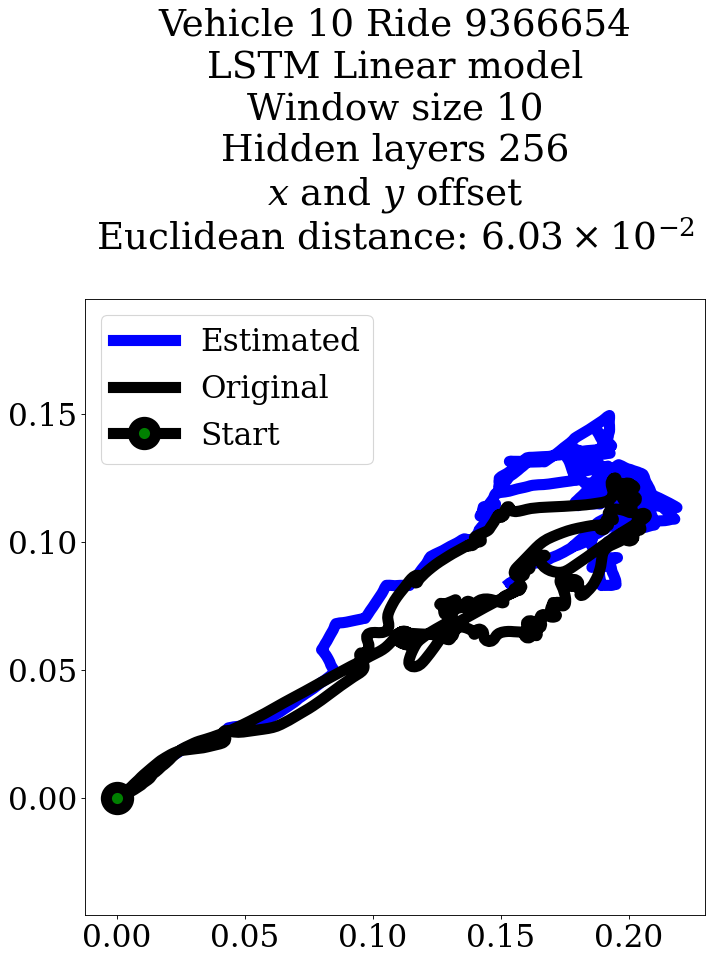 Vehicle 10 Ride 9366654
LSTM Linear model
Window size 10
Hidden layers 256
x and y offset
Euclidean distance: 6.03 × 10⁻²
Estimated
Original
Start
0.15
0.10
0.05
0.00
0.00 0.05 0.10 0.15 0.20